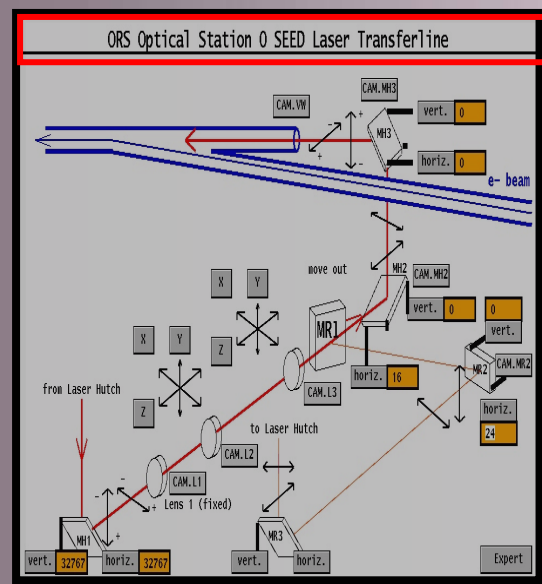 ORS Optical Station 0 SEED Laser Transferline
CAM.MH3
CAM.VW
vert. 0
MH3
horiz. 0
e- beam
move out
MH2
CAM.MH2
X Y
vert. 0 0
vert.
MR1
X Y
Z
MR2
CAM.MR2
horiz. 16
from Laser Hutch
CAM.L3
horiz.
Z
to Laser Hutch
24
CAM.L2
CAM.L1
Lens 1 (fixed)
MH1
MR3
vert. 32767 horiz. 32767
vert. horiz.
Expert